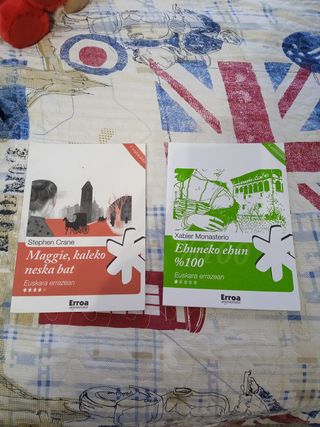 Stephen Crane
Maggie, kaleko
neska bat
Euskara errazean
Erroa
Xabier Monasterio
Ehuneko ehun
%100
Euskara errazean
Erroa